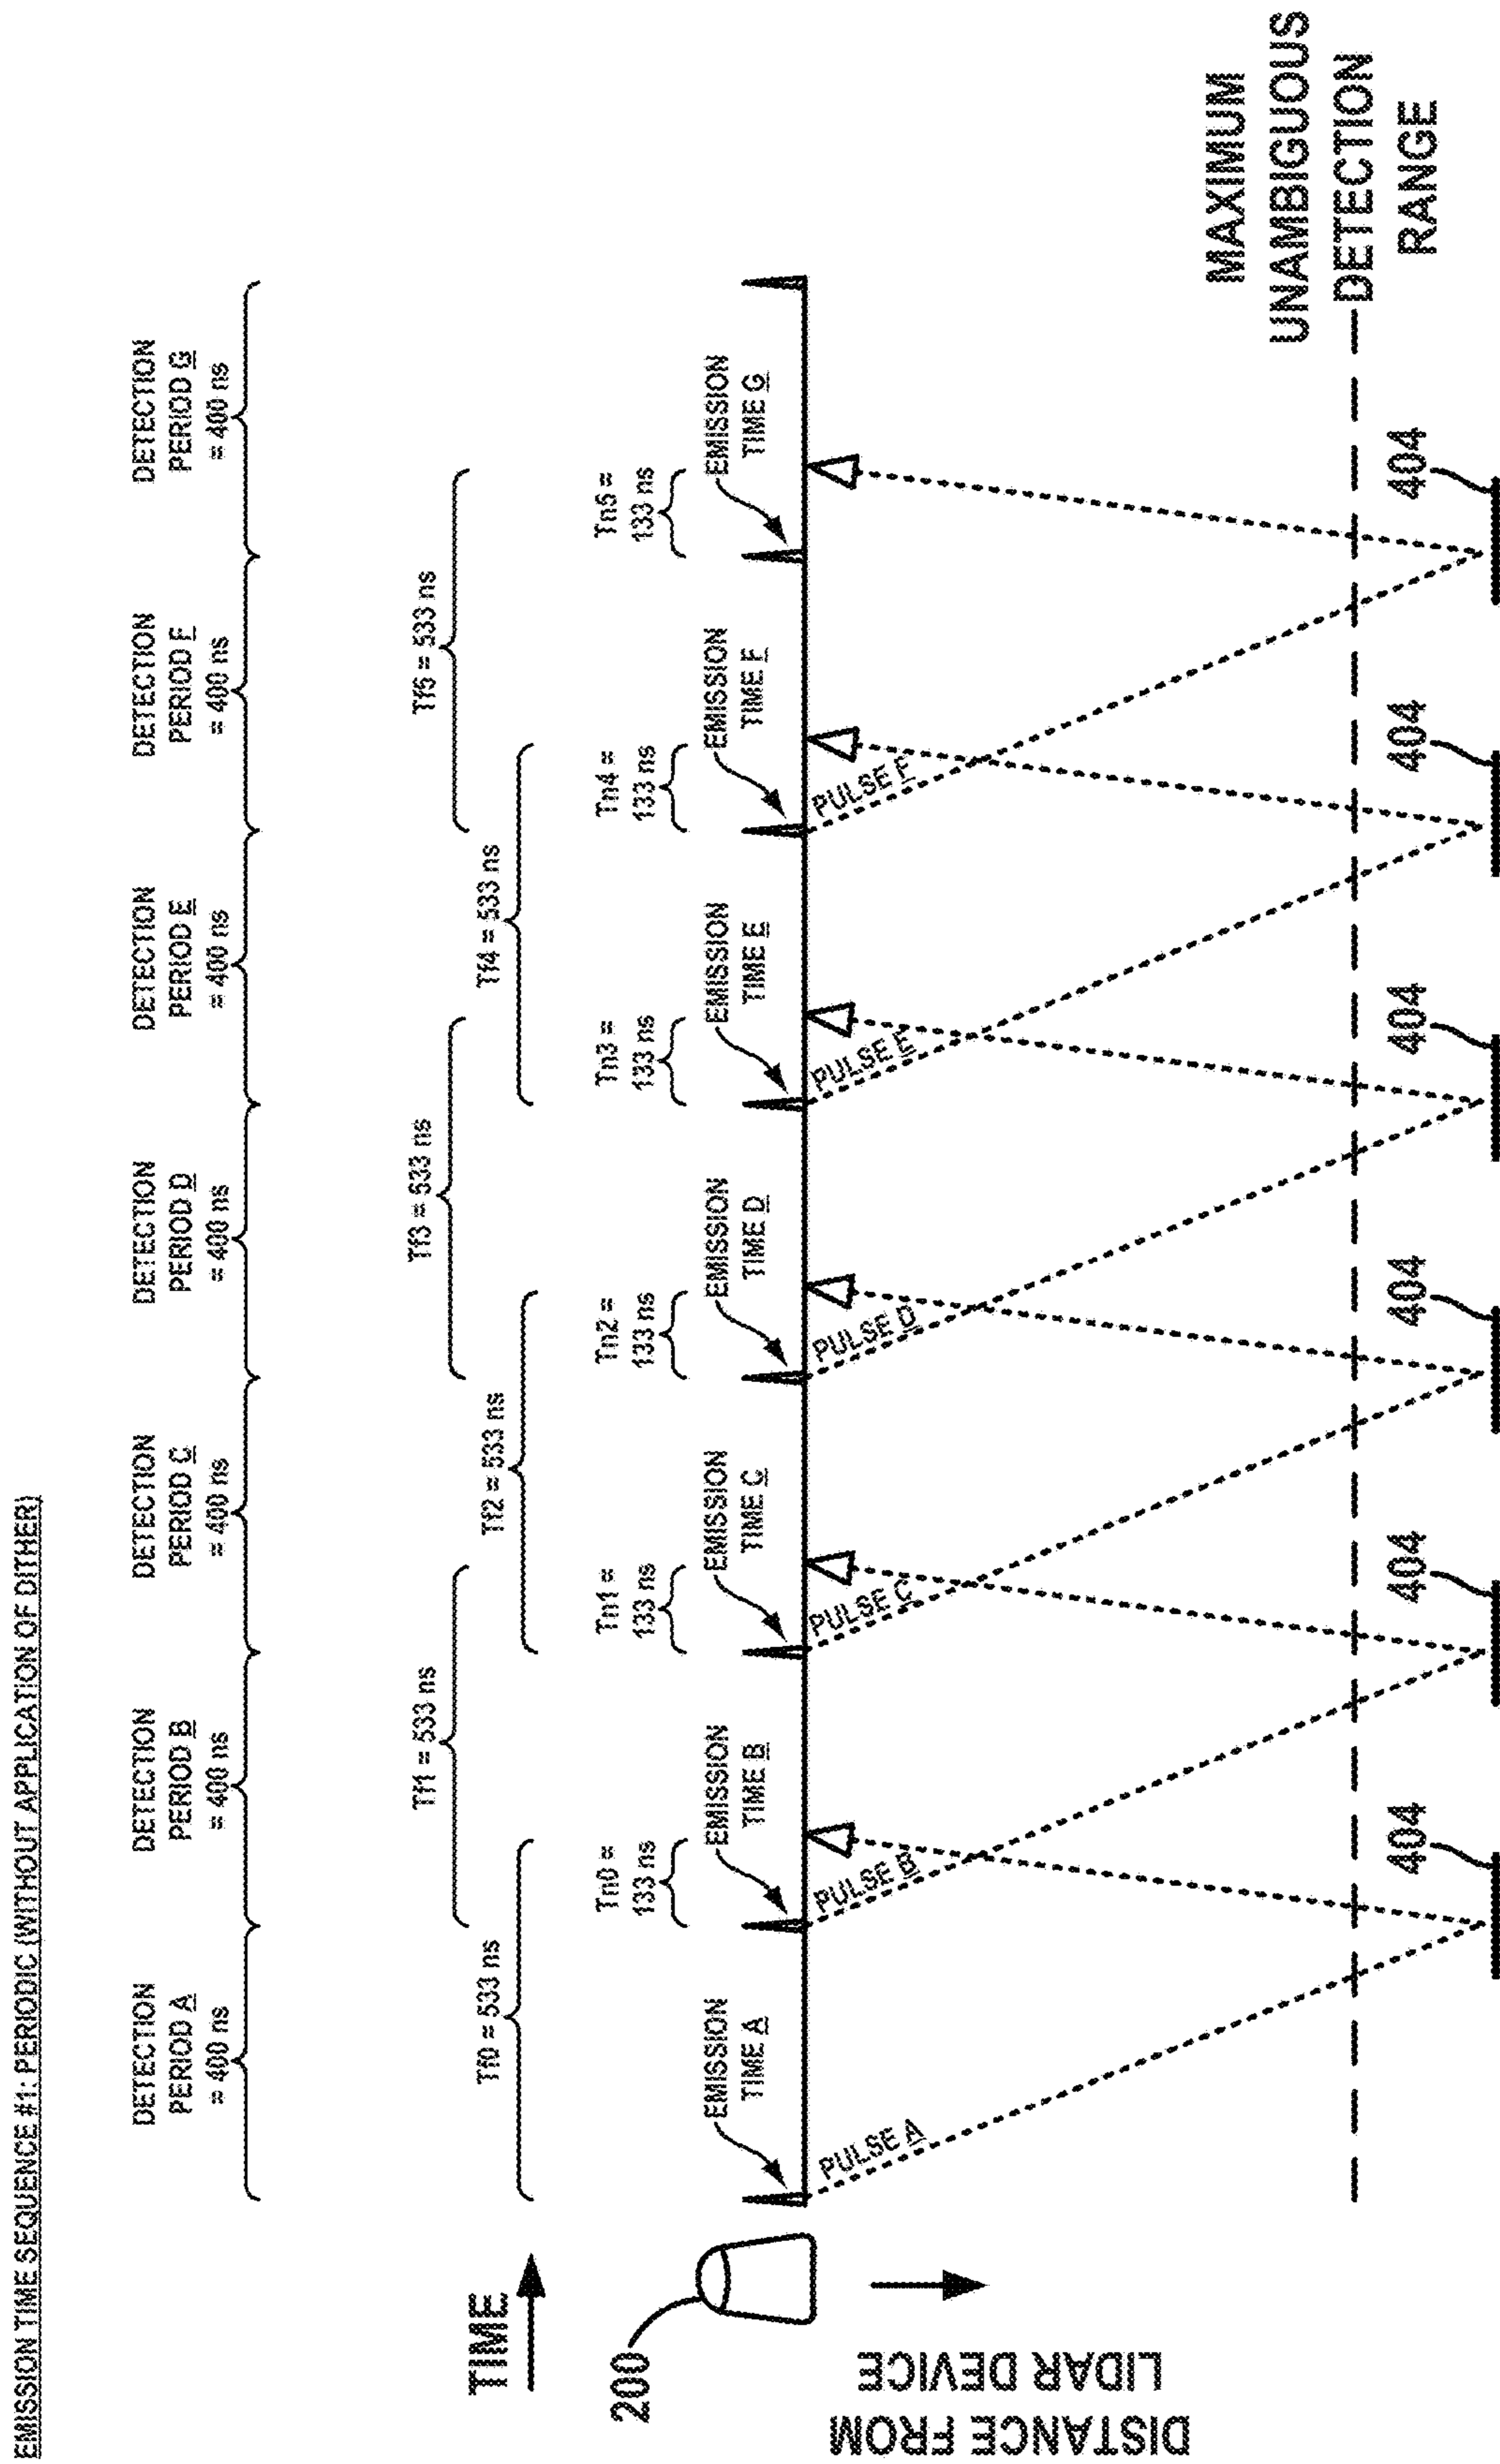 EMISSION TIME SEQUENCE #1: PERIODIC (WITHOUT APPLICATION OF DITHER)
DETECTION
PERIOD A
= 400 ns
DETECTION
PERIOD B
= 400 ns
DETECTION
PERIOD C
= 400 ns
DETECTION
PERIOD D
= 400 ns
DETECTION
PERIOD E
= 400 ns
DETECTION
PERIOD F
= 400 ns
DETECTION
PERIOD G
= 400 ns
Tf1 = 533 ns
Tf3 = 533 ns
Tf5 = 533 ns
TIME
Tf0 = 533 ns
Tf2 = 533 ns
Tf4 = 533 ns
200
Tn0 =
133 ns
Tn1 =
133 ns
Tn2 =
133 ns
Tn3 =
133 ns
Tn4 =
133 ns
Tn5 =
133 ns
EMISSION
TIME A
EMISSION
TIME B
EMISSION
TIME C
EMISSION
TIME D
EMISSION
TIME E
EMISSION
TIME F
EMISSION
TIME G
PULSE A
PULSE B
PULSE C
PULSE D
PULSE E
PULSE F
DISTANCE FROM
LIDAR DEVICE
MAXIMUM
UNAMBIGUOUS
DETECTION
RANGE
404
404
404
404
404
404